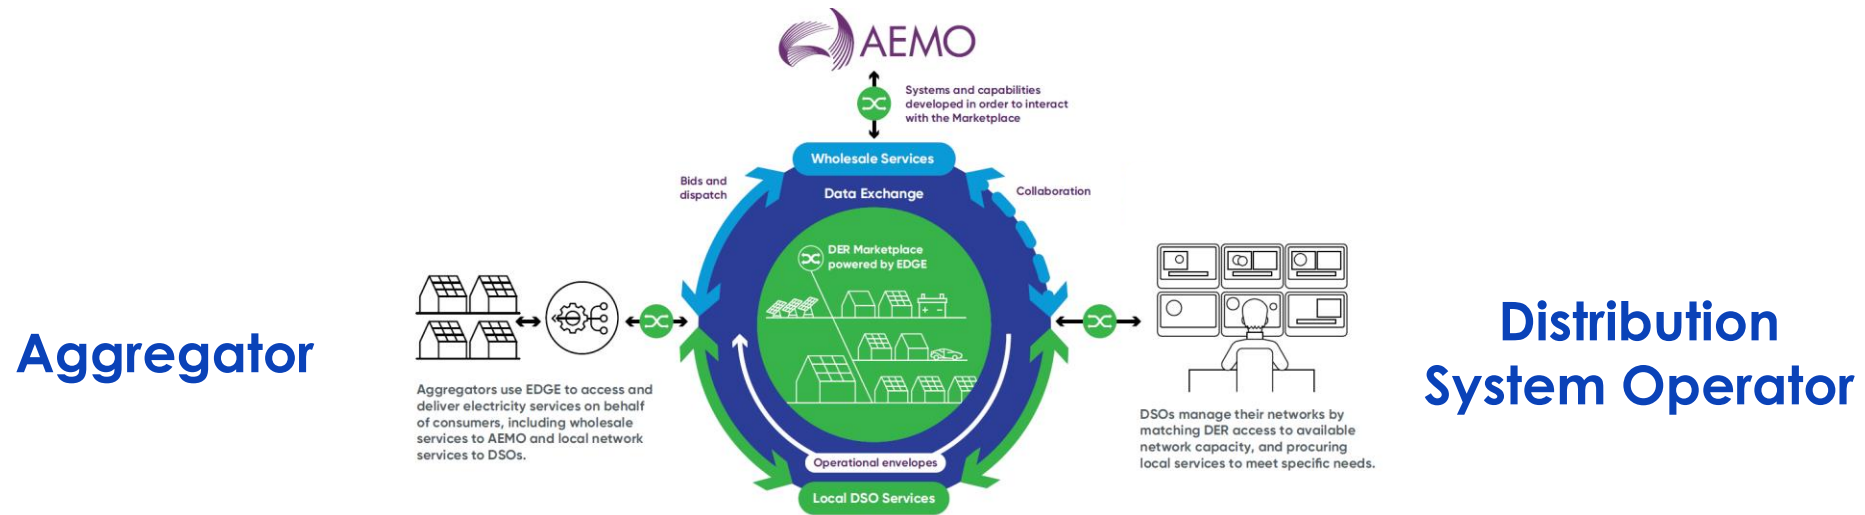 AEMO
Systems and capabilities
developed in order to interact
with the Marketplace
Wholesale Services
Bids and
dispatch
Data Exchange
Collaboration
DER Marketplace
powered by EDGE
Aggregator
Aggregators use EDGE to access and
deliver electricity services on behalf
of consumers, including wholesale
services to AEMO and local network
services to DSOs.
Distribution
System Operator
DSOs manage their networks by
matching DER access to available
network capacity, and procuring
local services to meet specific needs.
Operational envelopes
Local DSO Services